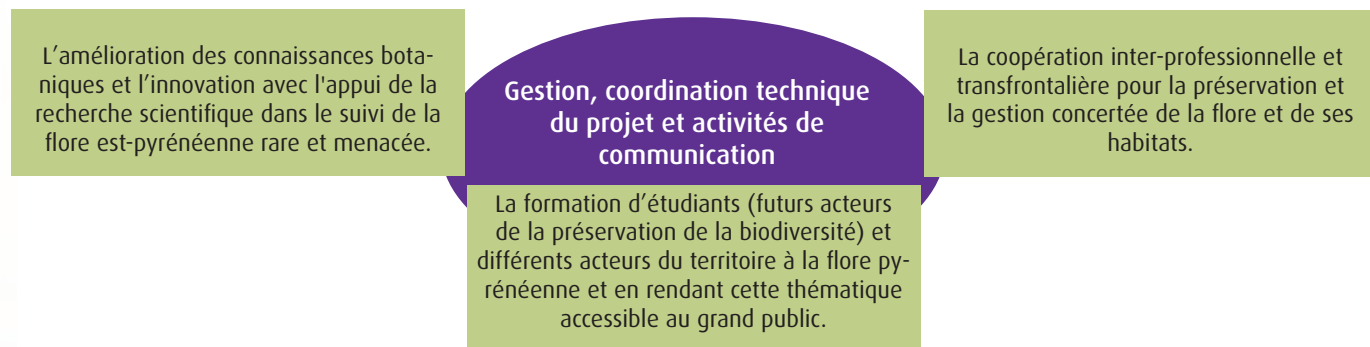 L’amélioration des connaissances bota-
niques et l’innovation avec l'appui de la
recherche scientifique dans le suivi de la
flore est-pyrénéenne rare et menacée.
Gestion, coordination technique
du projet et activités de
communication
La coopération inter-professionnelle et
transfrontalière pour la préservation et
la gestion concertée de la flore et de ses
habitats.
La formation d’étudiants (futurs acteurs
de la préservation de la biodiversité) et
différents acteurs du territoire à la flore py-
rénéenne et en rendant cette thématique
accessible au grand public.